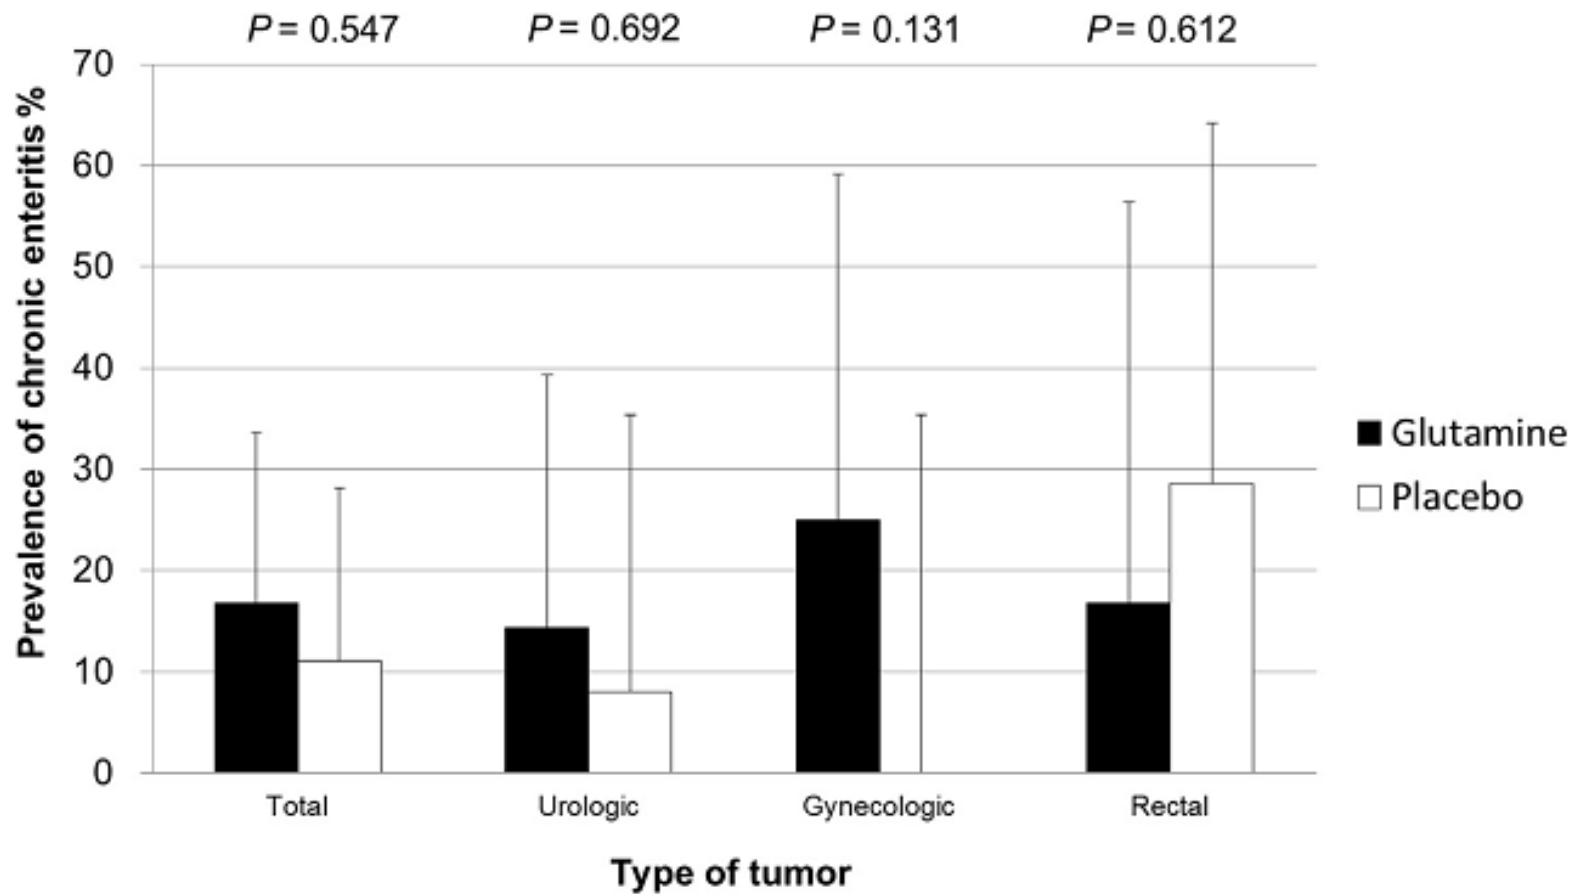 P= 0.547 P= 0.692 P= 0.131 P= 0.612
70
60
50
40
30
20
10
0
Prevalence of chronic enteritis %
Total Urologic Gynecologic Rectal
Type of tumor
Glutamine
Placebo